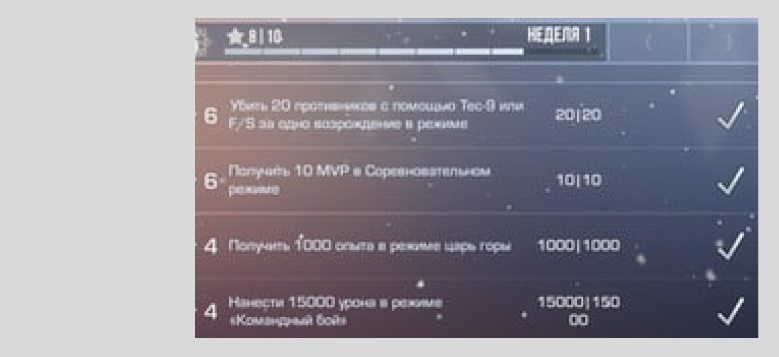 8|10 НЕДЕЛЯ 1
6 Убить 20 противников с помощью Tec-9 или F/S за одно возрождение в режиме 20|20
6 Получить 10 MVP в Соревновательном режиме 10|10
4 Получить 1000 опыта в режиме царь горы 1000|1000
4 Нанести 15000 урона в режиме «Командный бой» 15000|15000